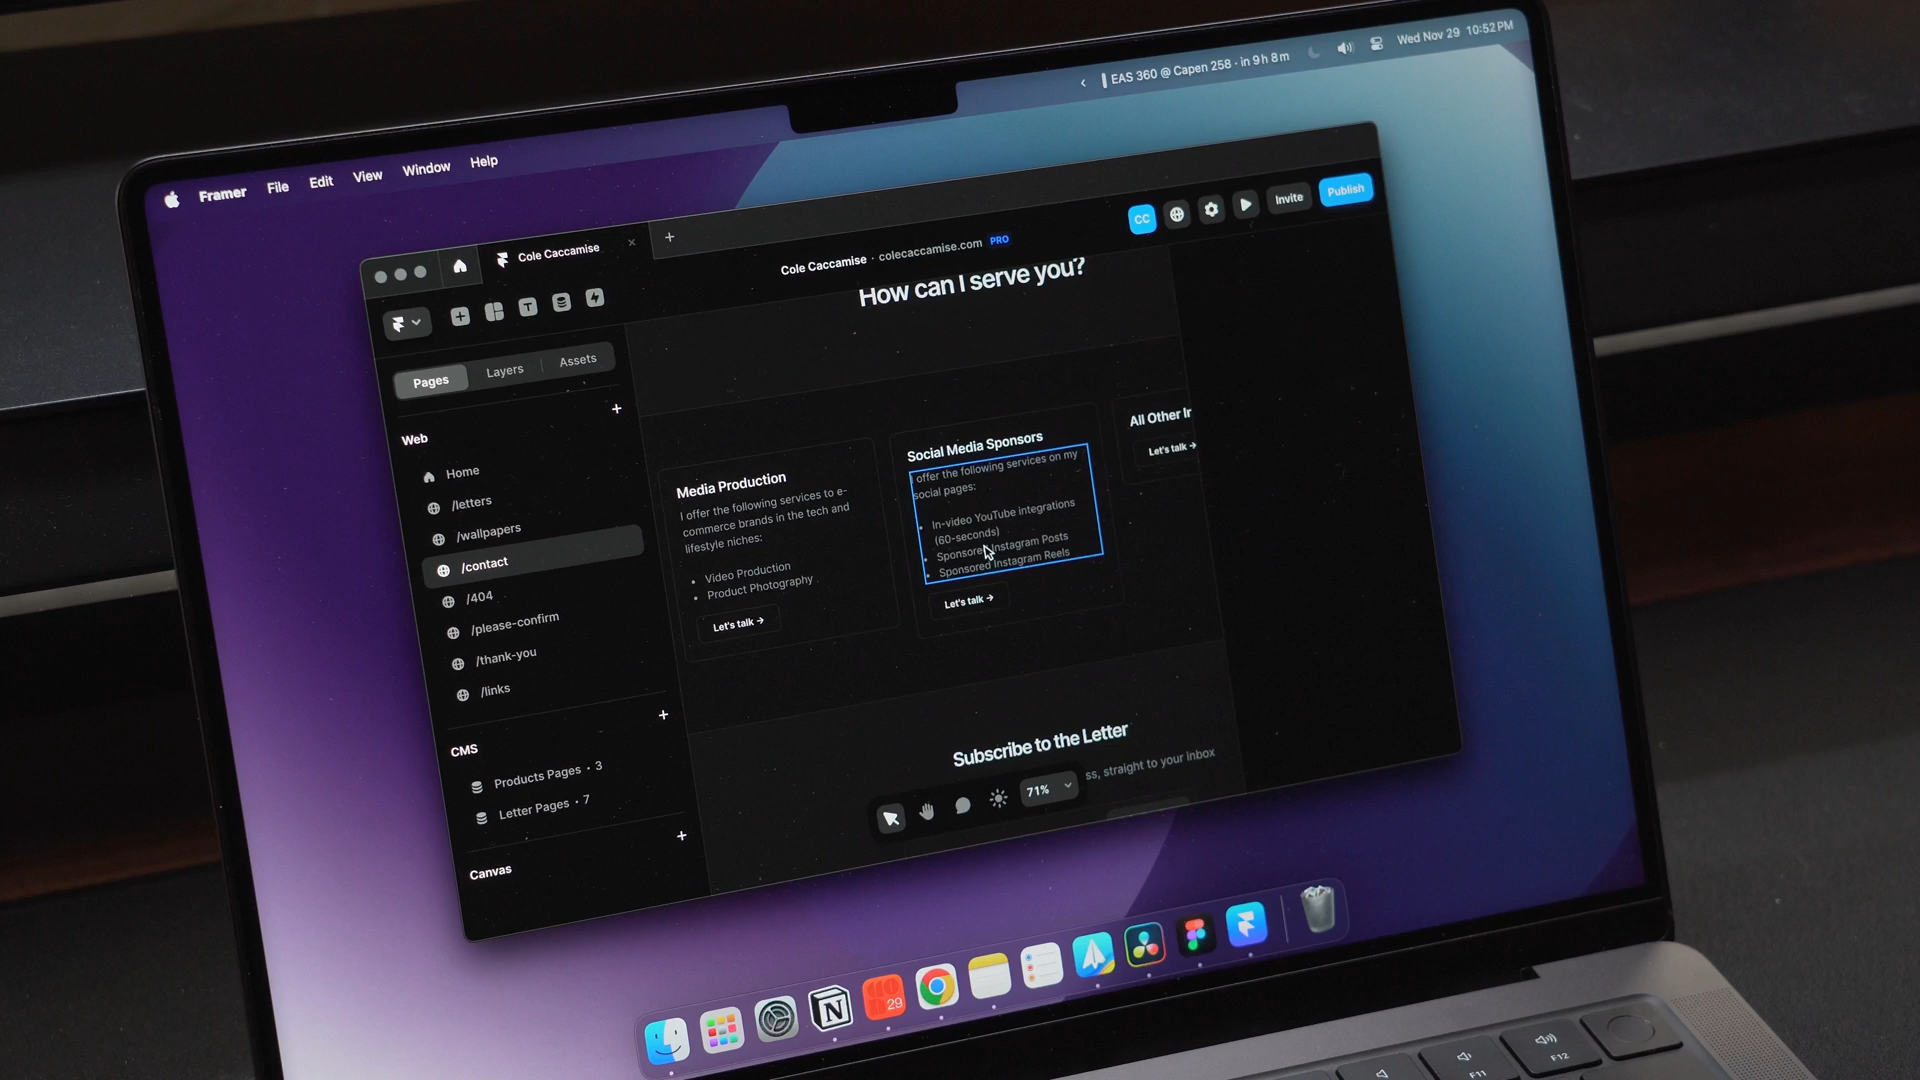 Framer File Edit View Window Help
EAS 360 @ Capen 258 · in 9h 8m
Wed Nov 29 10:52 PM
Cole Caccamise
Cole Caccamise · colecaccamise.com PRO
CC
Invite
Publish
T
Pages
Layers
Assets
Web
Home
/letters
/wallpapers
/contact
/404
/please-confirm
/thank-you
/links
CMS
Products Pages · 3
Letter Pages · 7
Canvas
How can I serve you?
Media Production
I offer the following services to e-
commerce brands in the tech and
lifestyle niches:
• Video Production
• Product Photography
Let's talk →
Social Media Sponsors
I offer the following services on my
social pages:
• In-video YouTube integrations
(60-seconds)
• Sponsored Instagram Posts
• Sponsored Instagram Reels
Let's talk →
All Other In
Let's talk →
Subscribe to the Letter
ss, straight to your inbox
71%
N
29
F11
F12